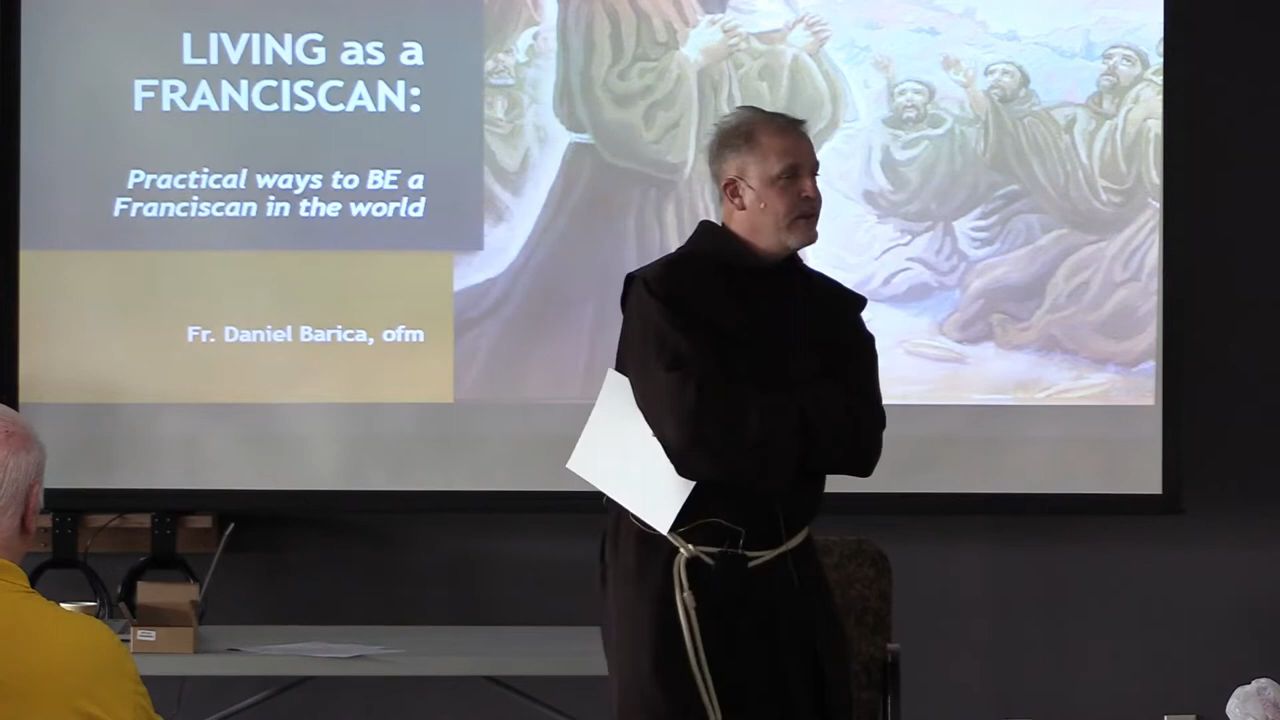 LIVING as a
FRANCISCAN:
Practical ways to BE a
Franciscan in the world
Fr. Daniel Barica, ofm